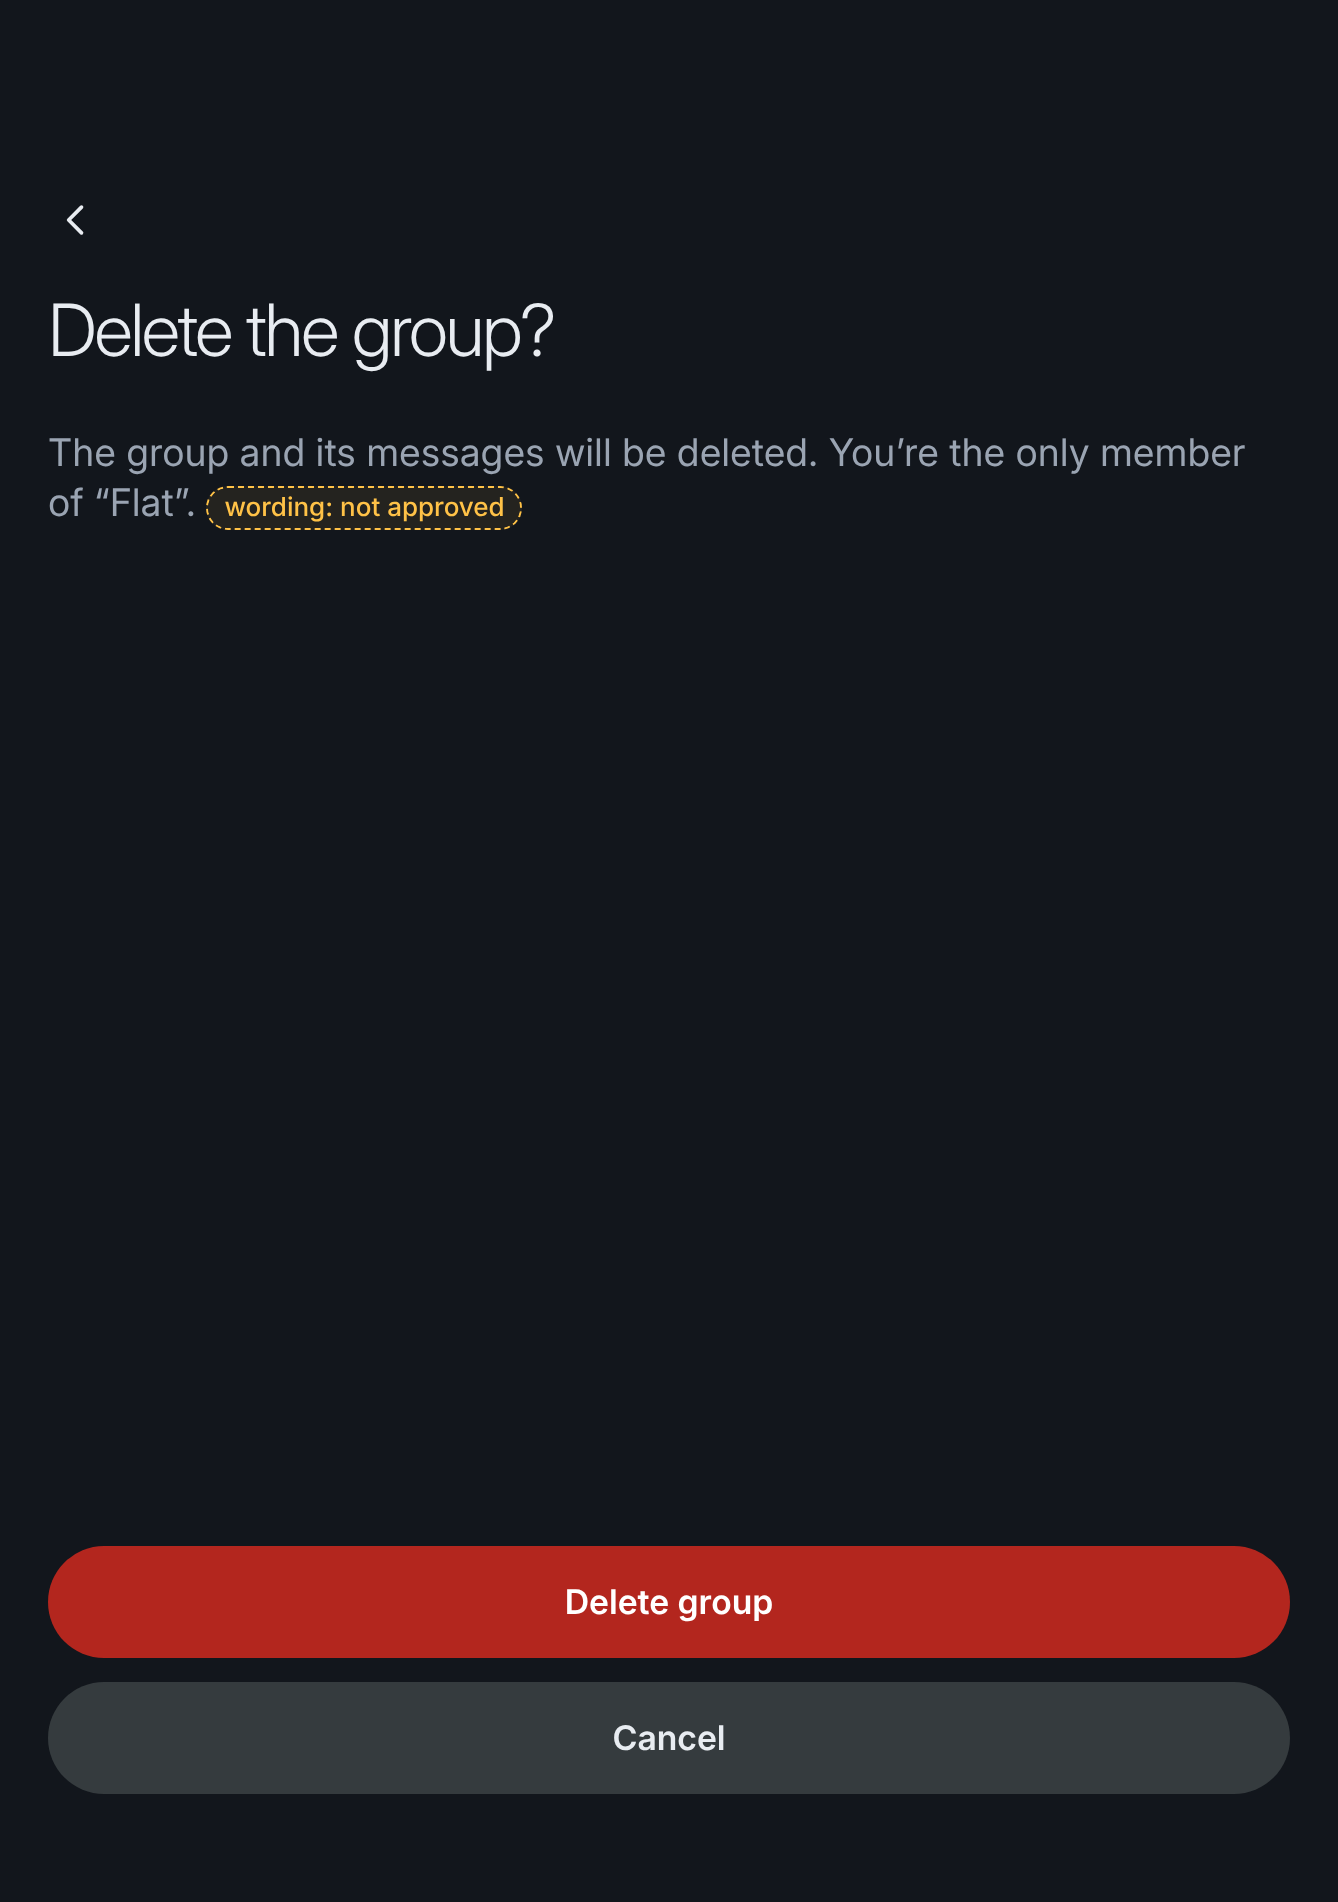 Delete the group?
The group and its messages will be deleted. You’re the only member
of “Flat”. wording: not approved
Delete group
Cancel